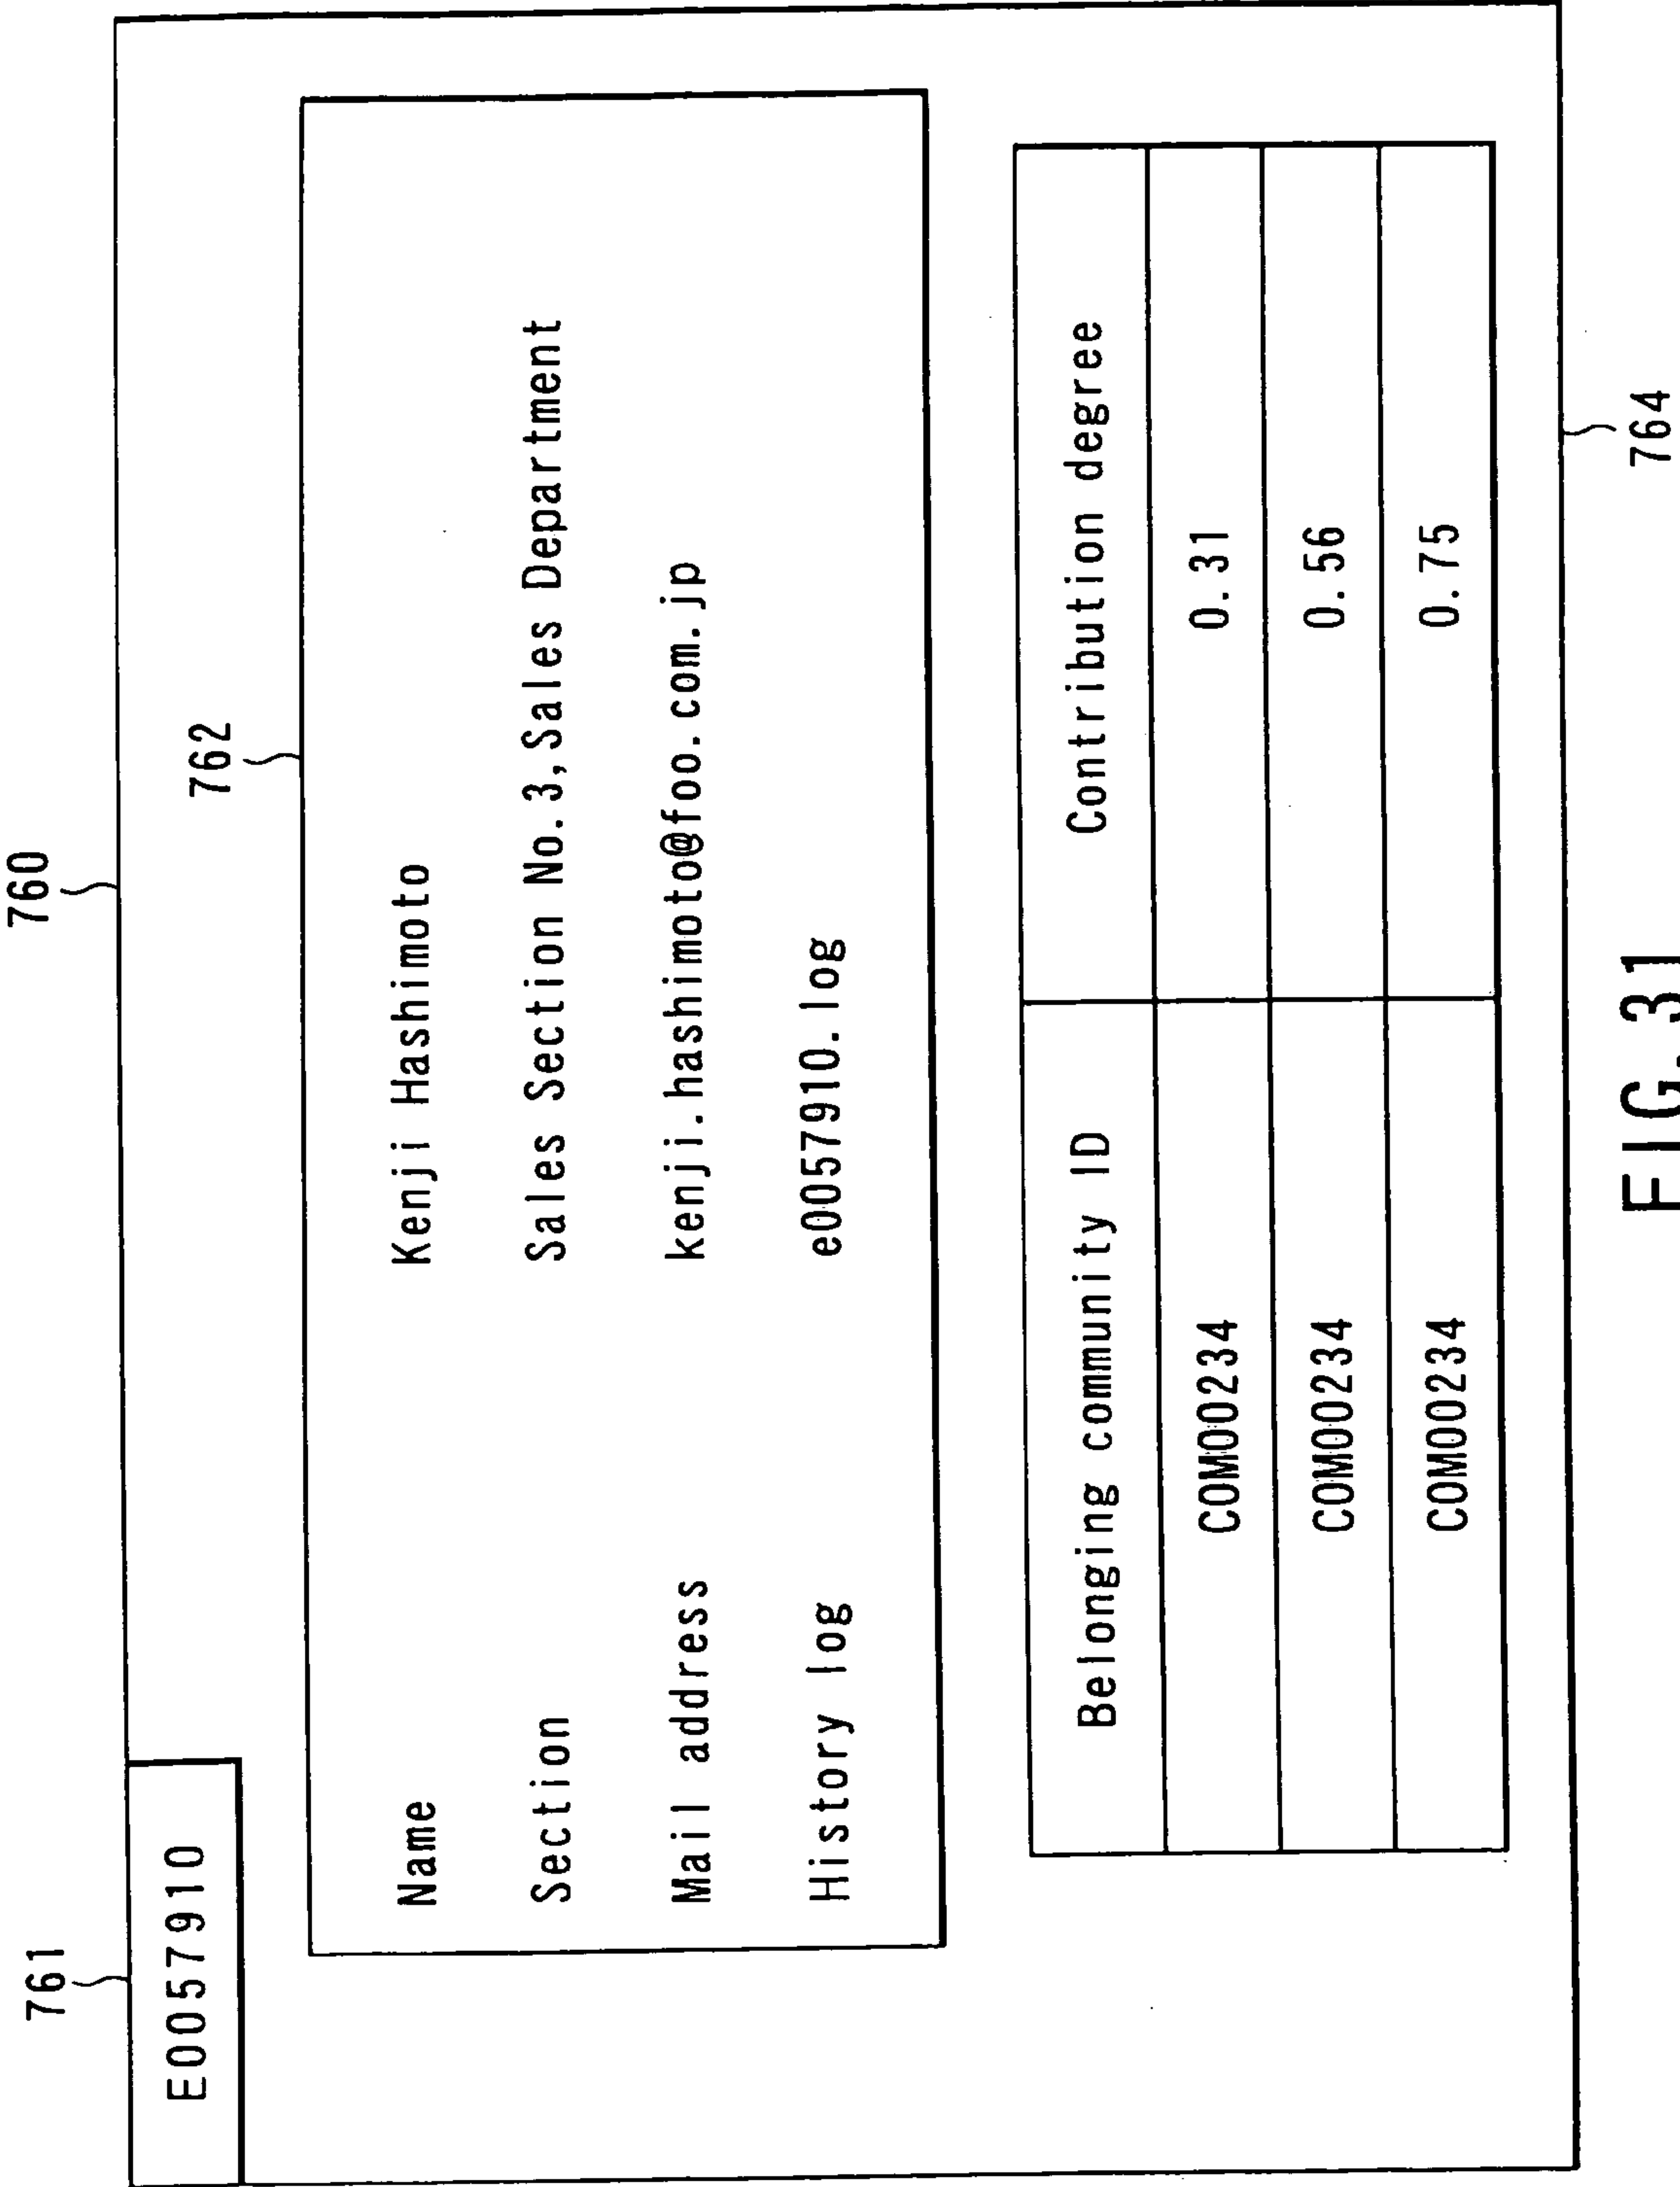 760
761
E0057910
762
Name Kenji Hashimoto
Section Sales Section No.3,Sales Department
Mail address kenji.hashimoto@foo.com.jp
History log e0057910.log
Belonging community ID Contribution degree
COM00234 0.31
COM00234 0.56
COM00234 0.75
764
FIG.31